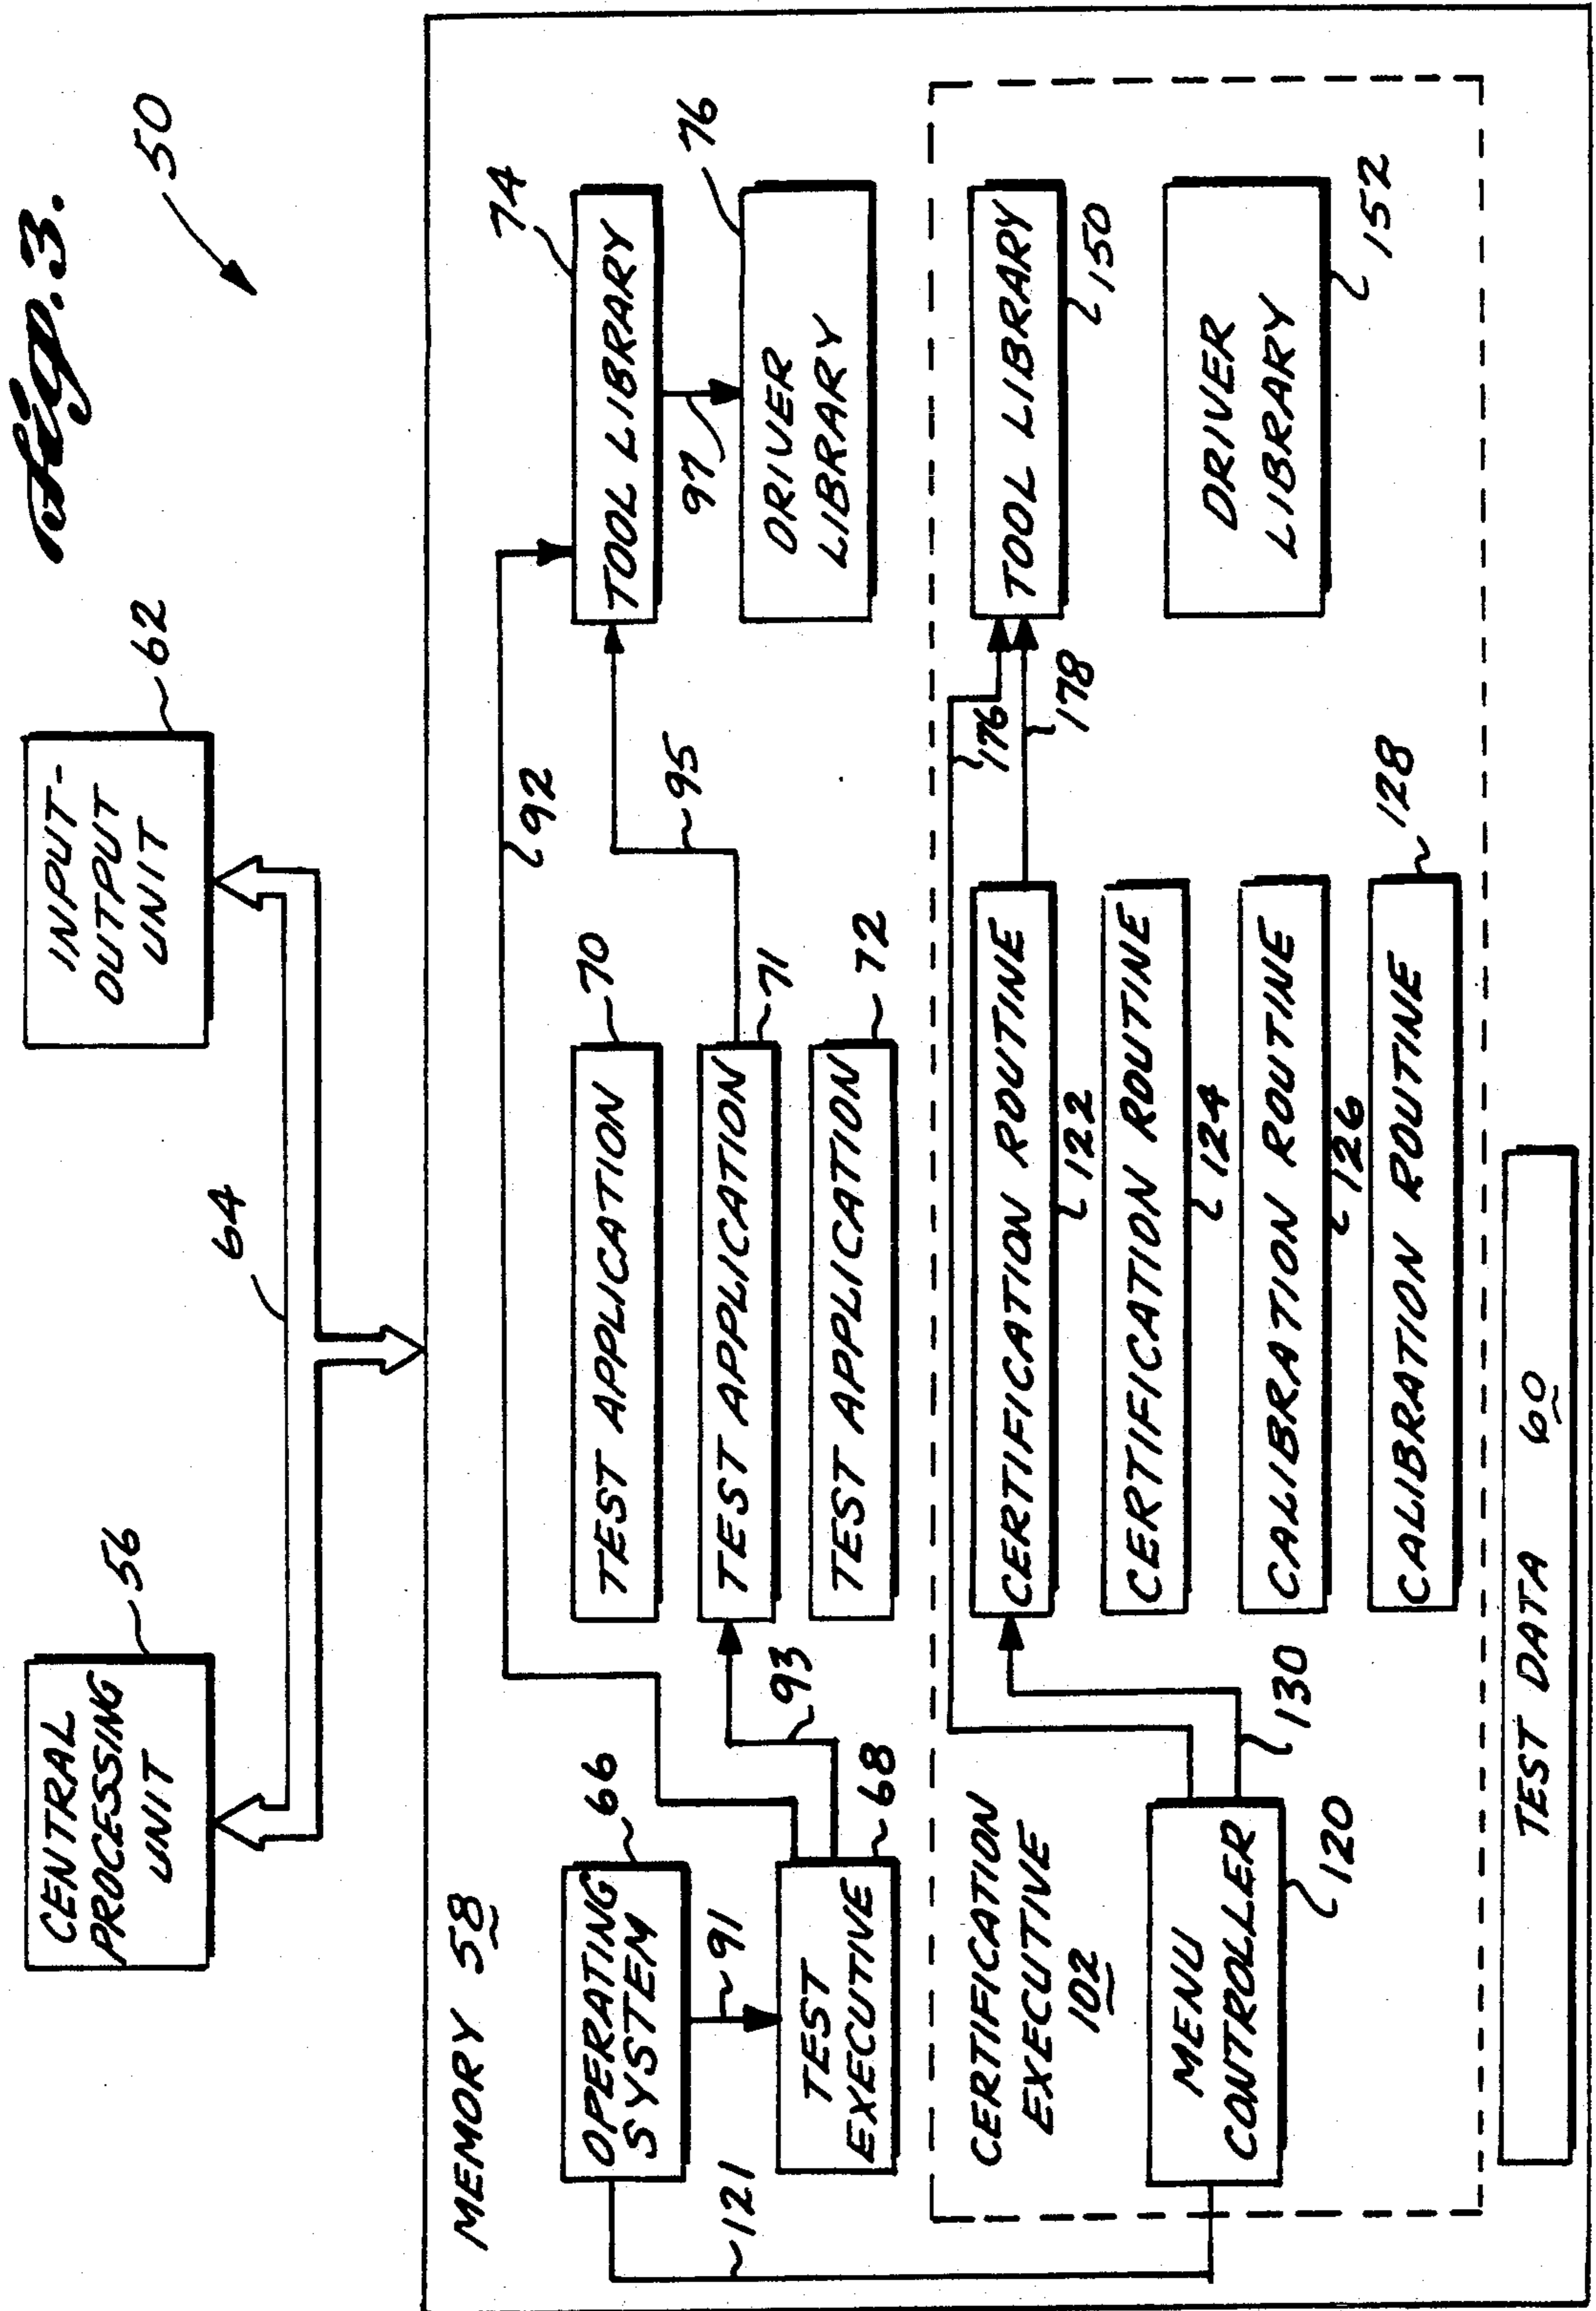 Fig. 3.
50
CENTRAL
PROCESSING
UNIT
56
64
INPUT-
OUTPUT
UNIT
62
MEMORY 58
OPERATING
SYSTEM
66
91
121
TEST
EXECUTIVE
68
92
93
TEST APPLICATION
70
TEST APPLICATION
71
TEST APPLICATION
72
95
TOOL LIBRARY
74
97
DRIVER
LIBRARY
76
CERTIFICATION
EXECUTIVE
102
MENU
CONTROLLER
120
130
CERTIFICATION ROUTINE
122
CERTIFICATION ROUTINE
124
CALIBRATION ROUTINE
126
CALIBRATION ROUTINE
128
176
178
TOOL LIBRARY
150
DRIVER
LIBRARY
152
TEST DATA 60